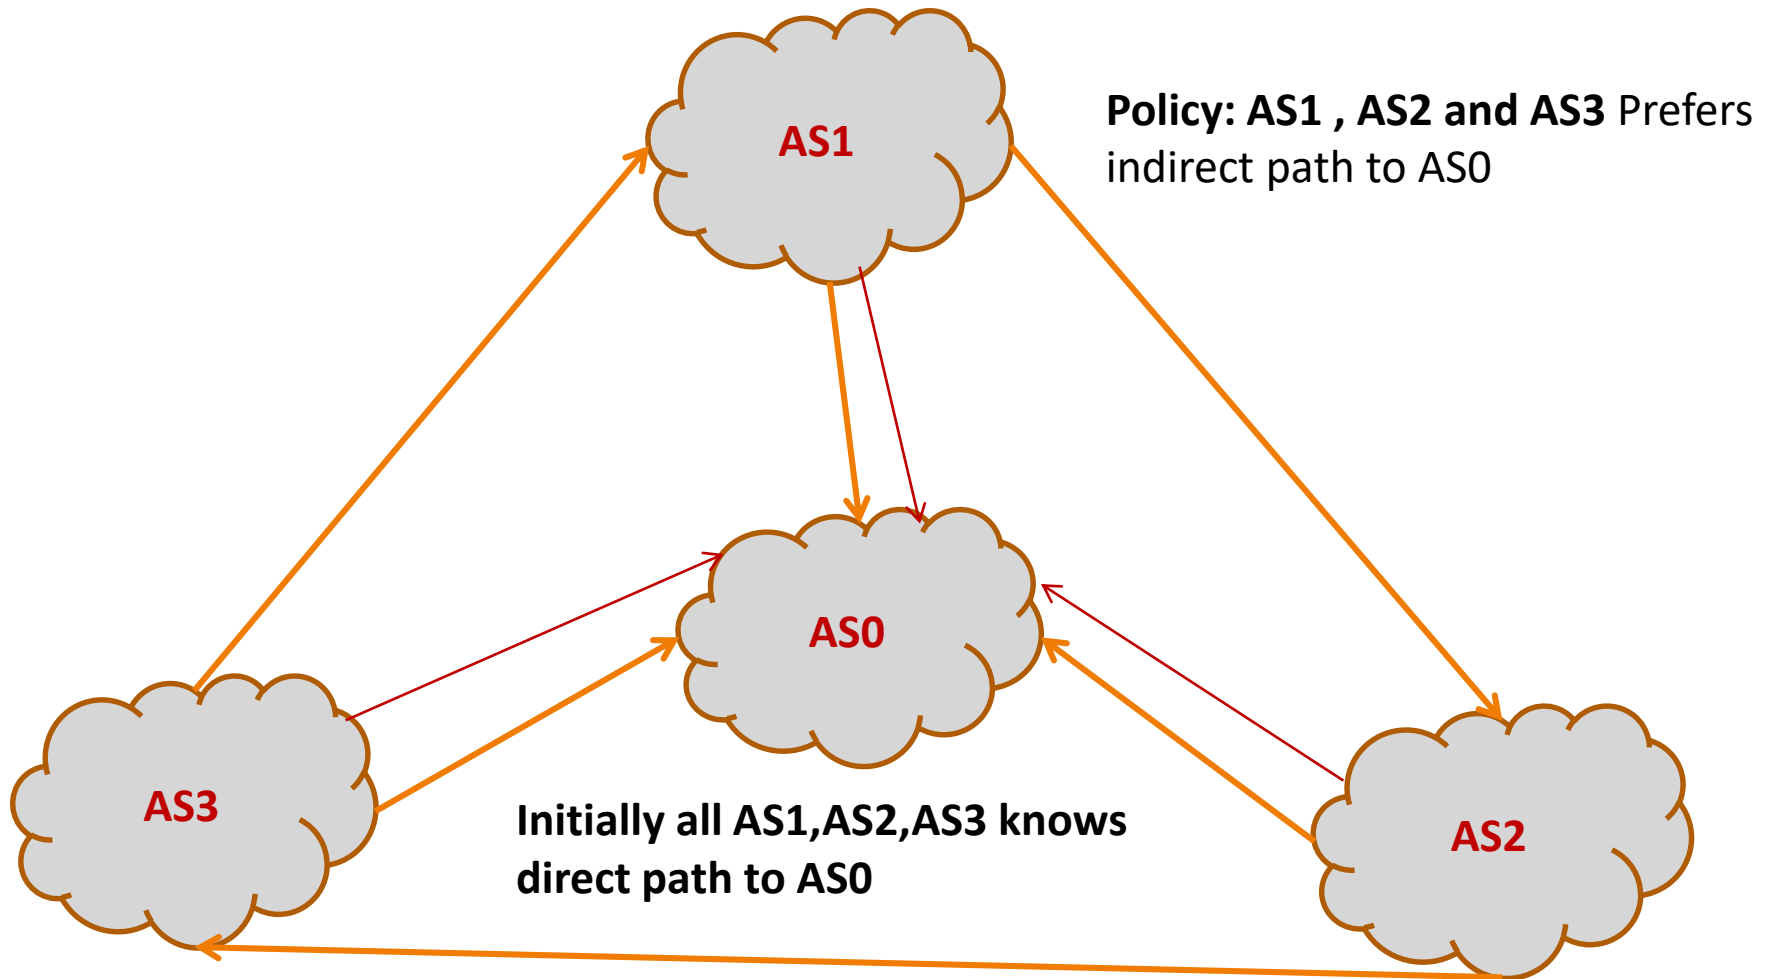 AS1
Policy: AS1 , AS2 and AS3 Prefers
indirect path to AS0
AS0
AS3
Initially all AS1,AS2,AS3 knows
direct path to AS0
AS2